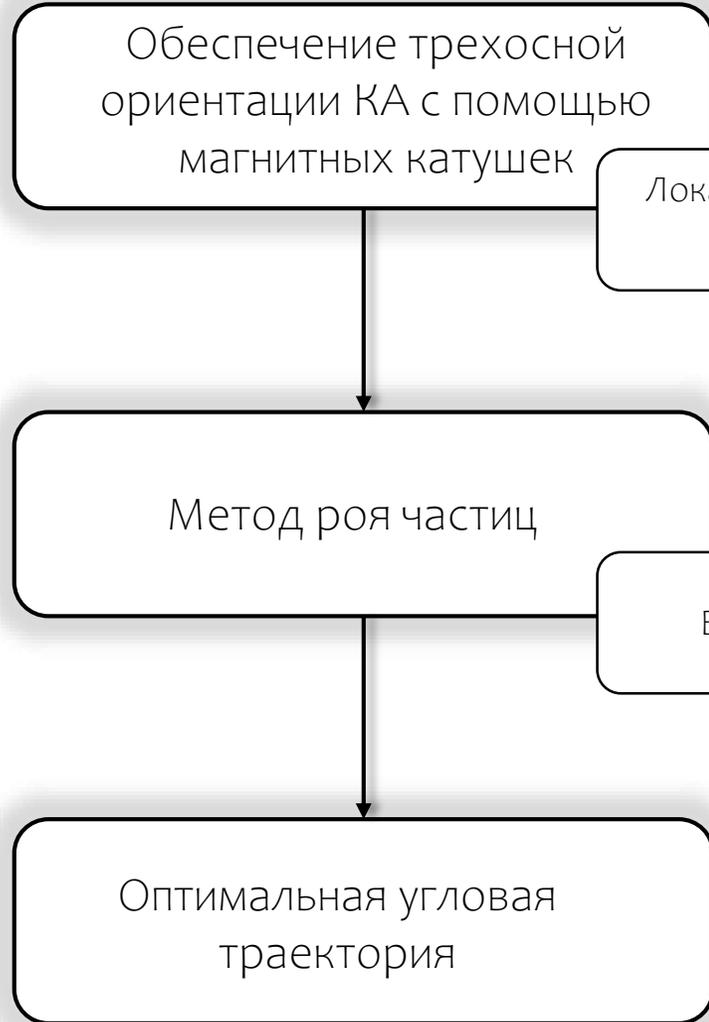 Обеспечение трехосной
ориентации КА с помощью
магнитных катушек
Метод роя частиц
Оптимальная угловая
траектория